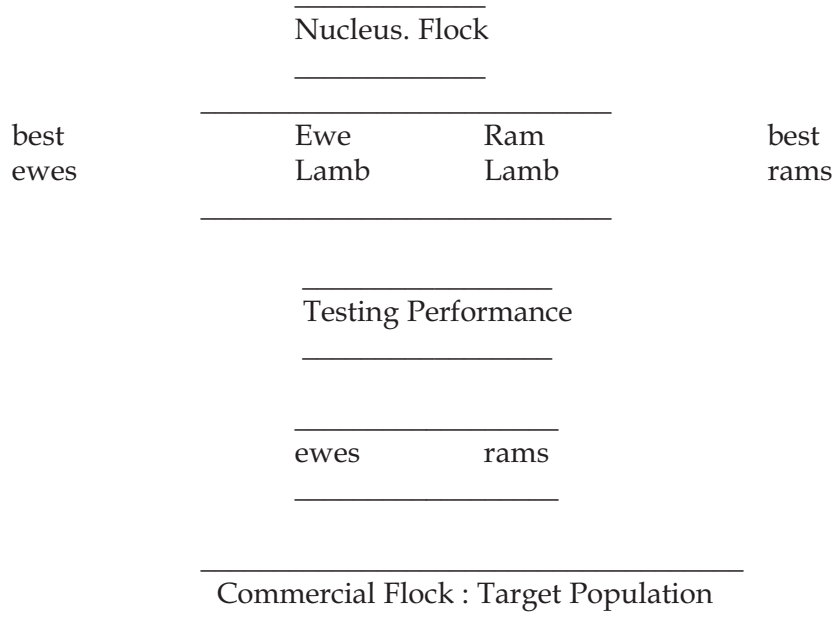 Nucleus. Flock
best Ewe Ram best
ewes Lamb Lamb rams
Testing Performance
ewes rams
Commercial Flock : Target Population